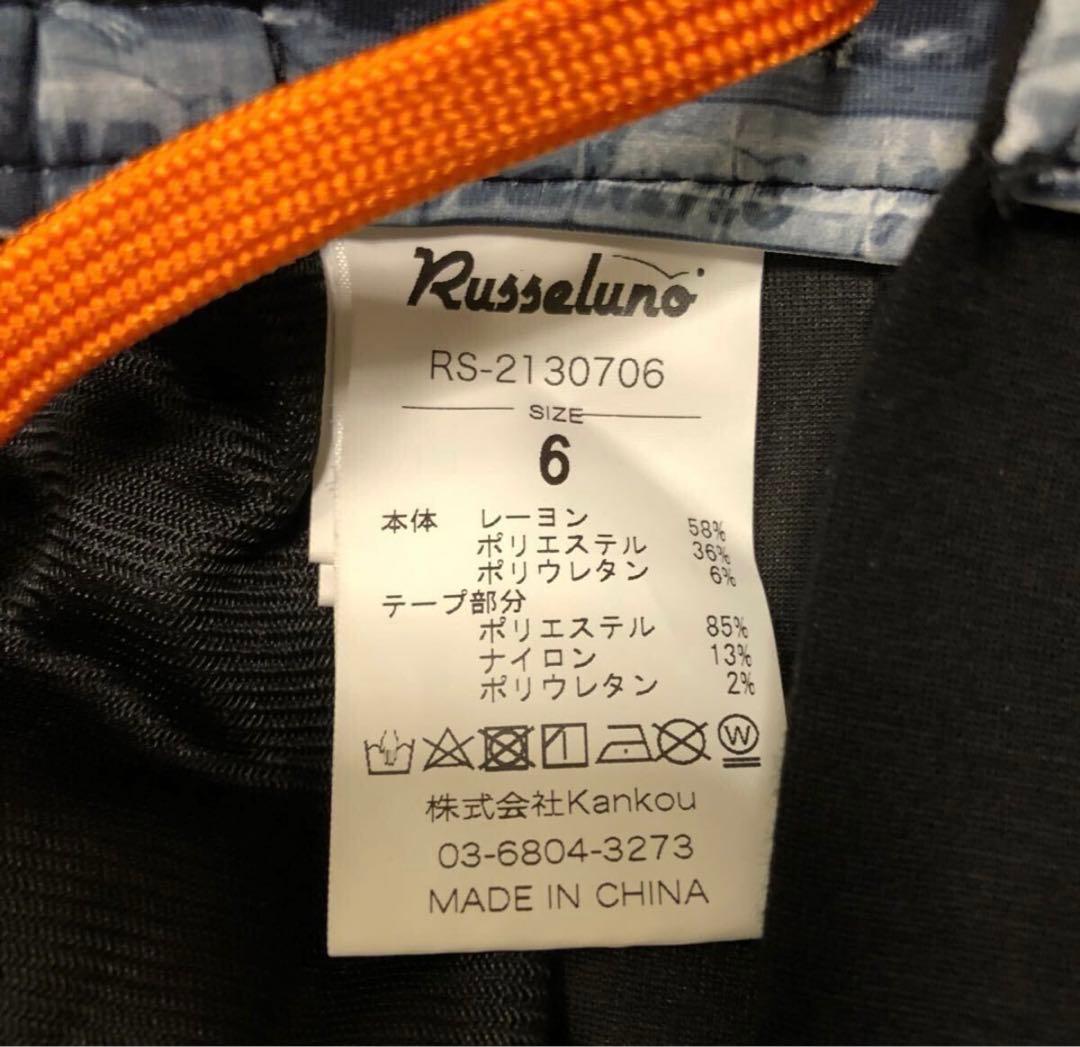 Russeluno
RS-2130706
SIZE
6
本体 レーヨン 58%
ポリエステル 36%
ポリウレタン 6%
テープ部分
ポリエステル 85%
ナイロン 13%
ポリウレタン 2%
W
株式会社Kankou
03-6804-3273
MADE IN CHINA